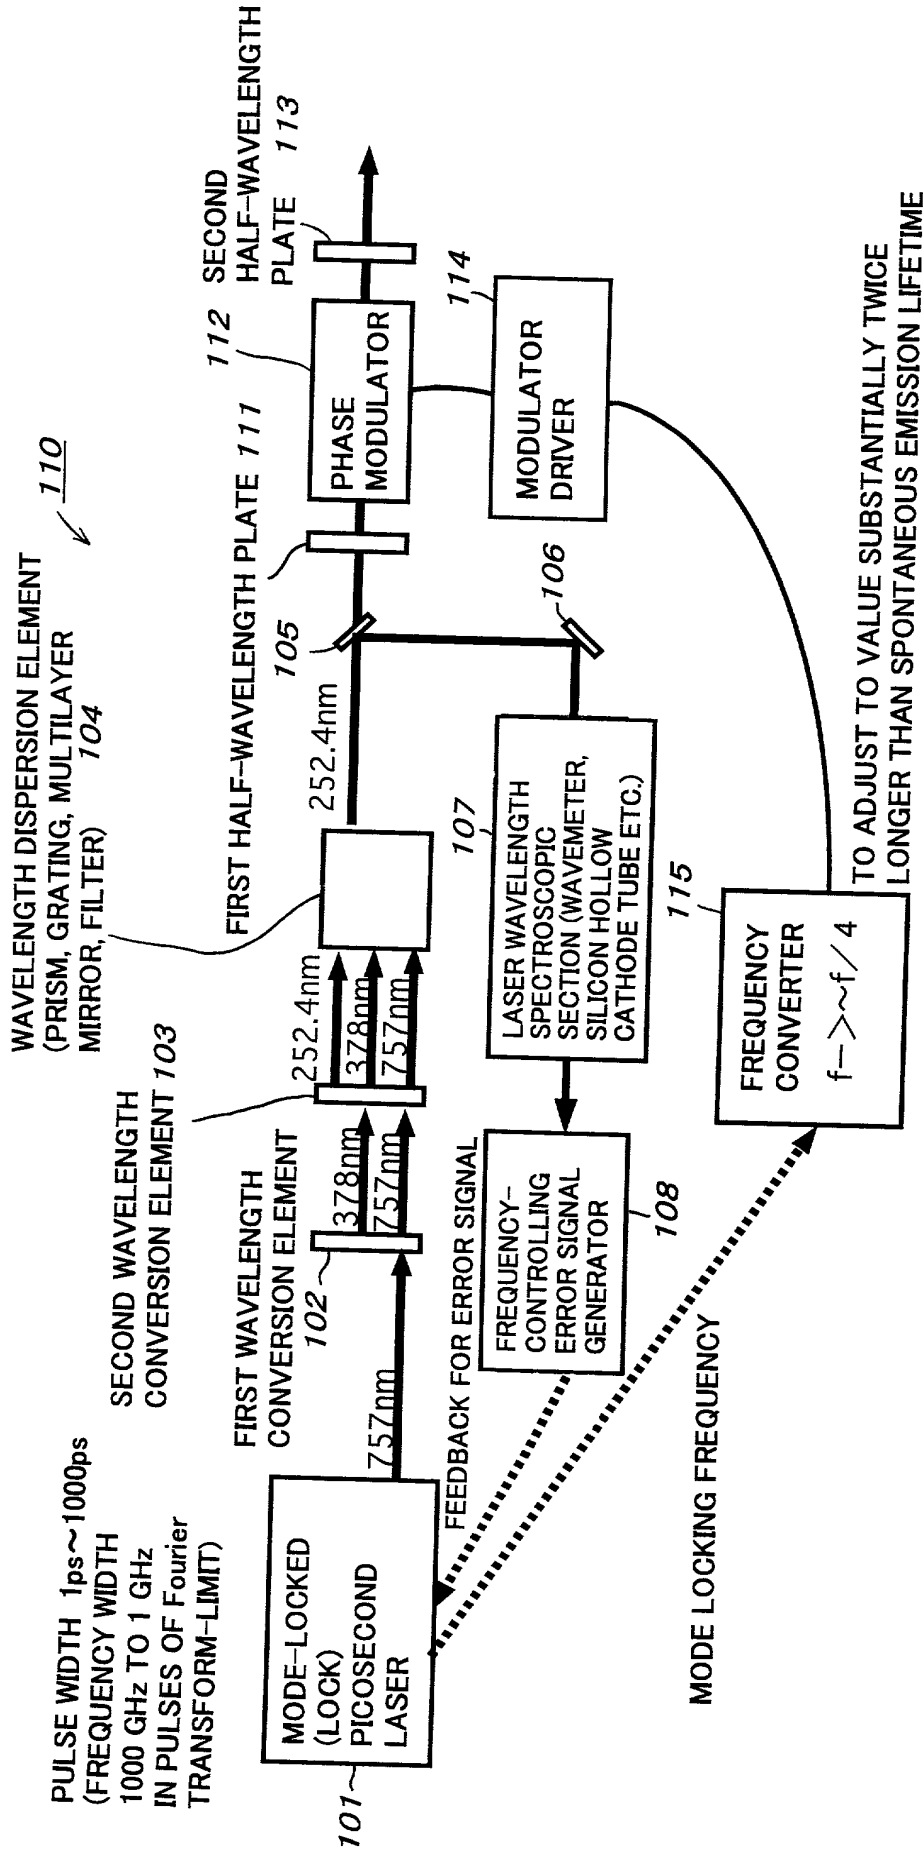 PULSE WIDTH 1ps~1000ps
(FREQUENCY WIDTH
1000 GHz TO 1 GHz
IN PULSES OF Fourier
TRANSFORM-LIMIT)
MODE-LOCKED
(LOCK)
PICOSECOND
LASER
101
757nm
FIRST WAVELENGTH
CONVERSION ELEMENT
102
378nm
757nm
SECOND WAVELENGTH
CONVERSION ELEMENT 103
252.4nm
378nm
757nm
WAVELENGTH DISPERSION ELEMENT
(PRISM, GRATING, MULTILAYER
MIRROR, FILTER) 104
110
252.4nm
105
106
FIRST HALF-WAVELENGTH PLATE 111
PHASE
MODULATOR
112
SECOND
HALF-WAVELENGTH
PLATE 113
MODULATOR
DRIVER
114
LASER WAVELENGTH
SPECTROSCOPIC
SECTION (WAVEMETER,
SILICON HOLLOW
CATHODE TUBE ETC.)
107
FREQUENCY-
CONTROLLING
ERROR SIGNAL
GENERATOR
108
FEEDBACK FOR ERROR SIGNAL
MODE LOCKING FREQUENCY
FREQUENCY
CONVERTER
f->~f/4
115
TO ADJUST TO VALUE SUBSTANTIALLY TWICE
LONGER THAN SPONTANEOUS EMISSION LIFETIME